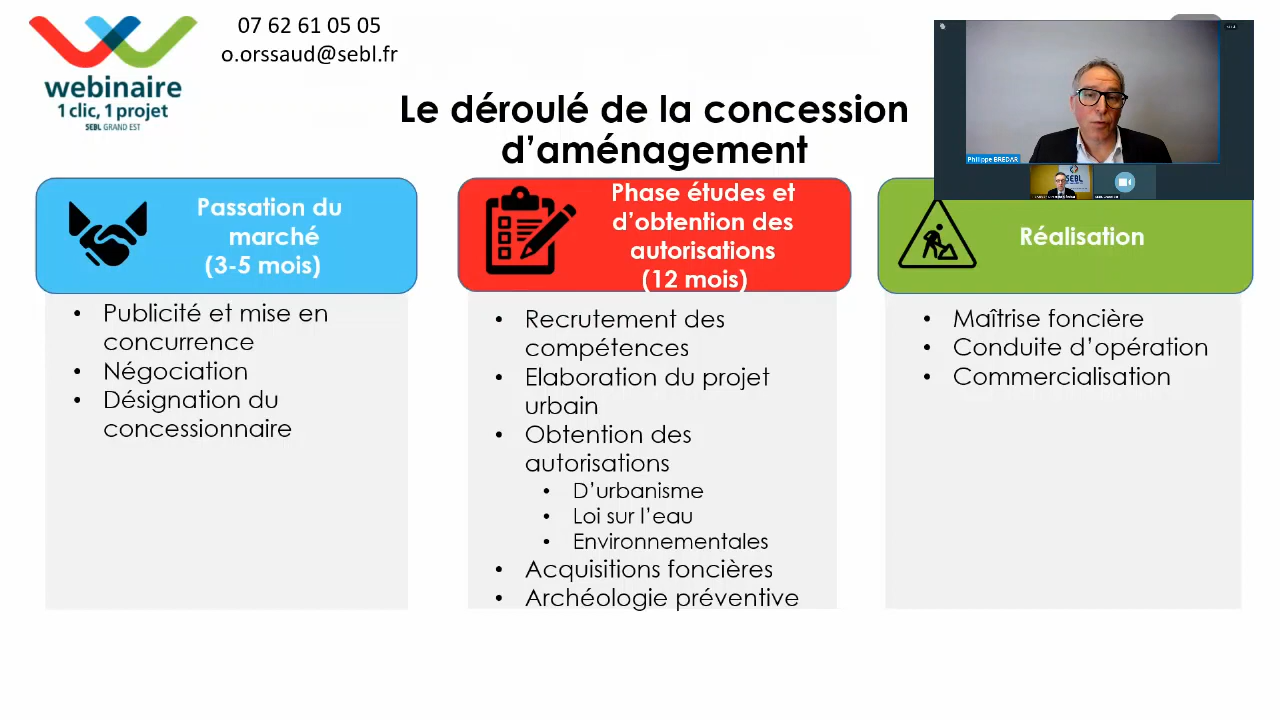 07 62 61 05 05
o.orssaud@sebl.fr
webinaire
1 clic, 1 projet
SEBL GRAND EST
Le déroulé de la concession
d’aménagement
Philippe BREDAR
SEBL
Passation du
marché
(3-5 mois)
Publicité et mise en
concurrence
Négociation
Désignation du
concessionnaire
Phase études et
d’obtention des
autorisations
(12 mois)
Recrutement des
compétences
Elaboration du projet
urbain
Obtention des
autorisations
D’urbanisme
Loi sur l’eau
Environnementales
Acquisitions foncières
Archéologie préventive
Réalisation
Maîtrise foncière
Conduite d’opération
Commercialisation